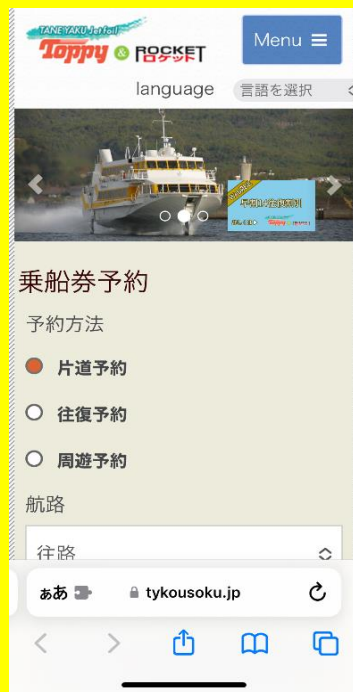 TANE YAKU Jetfoil
Toppy & ROCKET
ロケット
Menu
language
言語を選択
乗船券予約
予約方法
片道予約
往復予約
周遊予約
航路
往路
ぁあ
tykousoku.jp